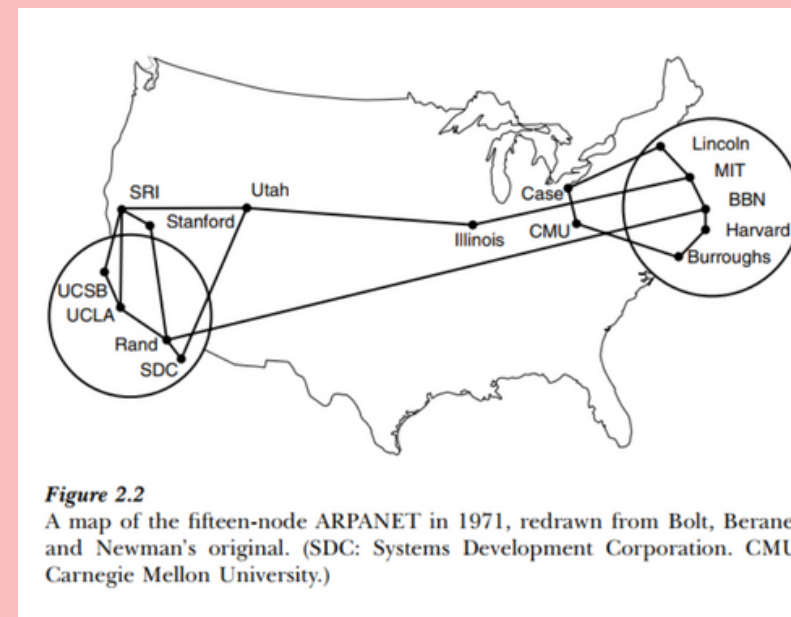 Lincoln
MIT
SRI
Utah
Case
BBN
Stanford
Illinois
CMU
Harvard
Burroughs
UCSB
UCLA
Rand
SDC
Figure 2.2
A map of the fifteen-node ARPANET in 1971, redrawn from Bolt, Berane
and Newman's original. (SDC: Systems Development Corporation. CMU
Carnegie Mellon University.)